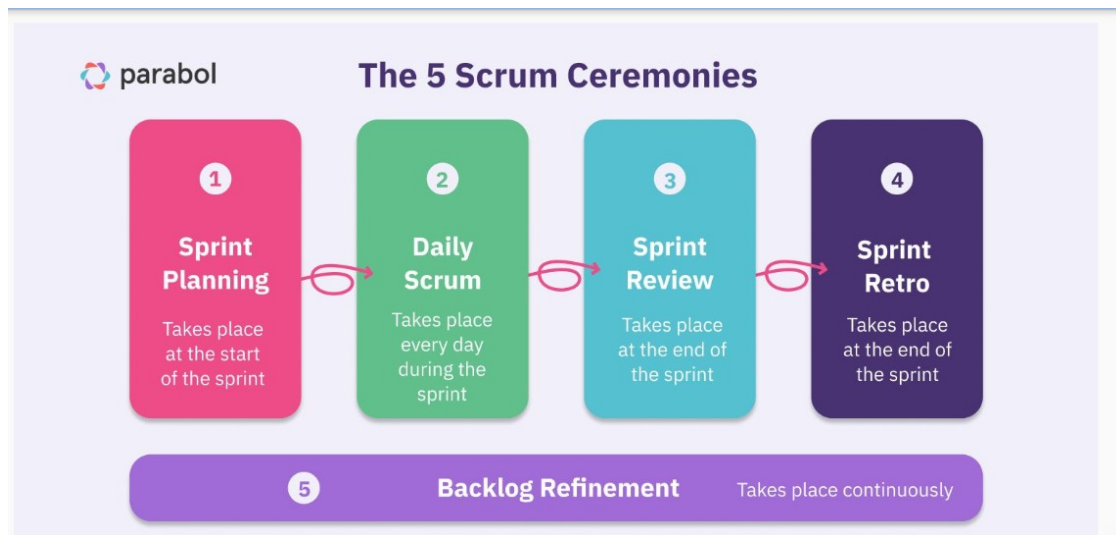 parabol
The 5 Scrum Ceremonies
1
Sprint
Planning
Takes place
at the start
of the sprint
2
Daily
Scrum
Takes place
every day
during the
sprint
3
Sprint
Review
Takes place
at the end of
the sprint
4
Sprint
Retro
Takes place
at the end of
the sprint
5 Backlog Refinement Takes place continuously